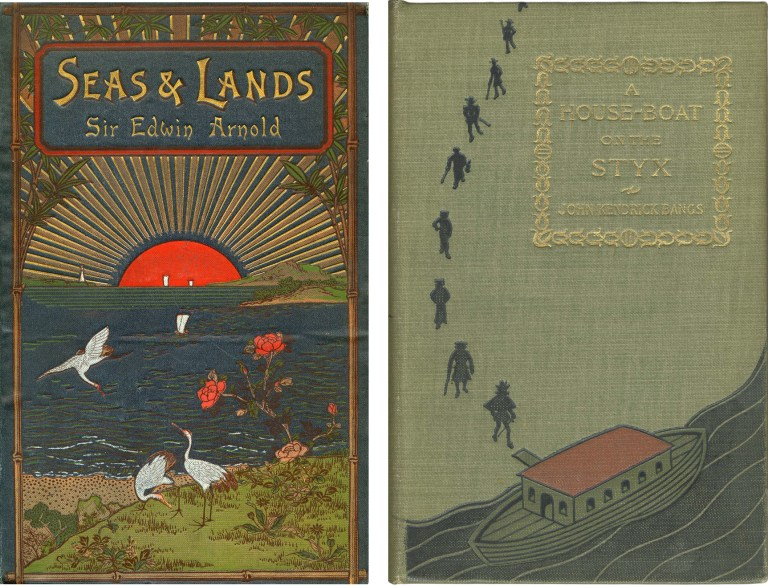 SEAS & LANDS
Sir Edwin Arnold
A
HOUSE-BOAT
ON THE
STYX
JOHN KENDRICK BANGS